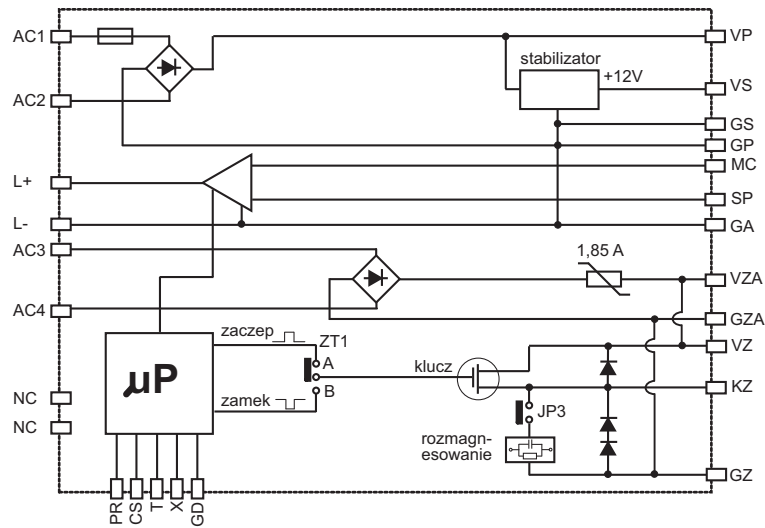 AC1
VP
stabilizator
+12V
VS
AC2
GS
GP
MC
L+
SP
L-
GA
AC3
1,85 A
VZA
AC4
GZA
zaczep
ZT1
VZ
µP
A
klucz
KZ
B
NC
zamek
JP3
NC
rozmagn-
esowanie
GZ
PR
CS
T
X
GD